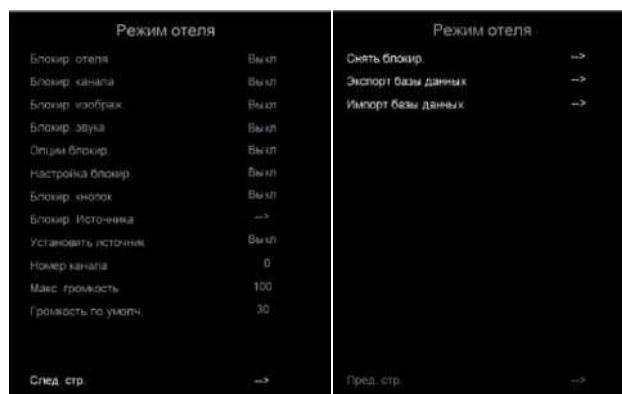 Режим отеля
Блокир. отеля Выкл
Блокир. канала Выкл
Блокир. изображ. Выкл
Блокир. звука Выкл
Опции блокир. Выкл
Настройка блокир. Выкл
Блокир. кнопок Выкл
Блокир. Источника -->
Установить источник Выкл
Номер канала 0
Макс. громкость 100
Громкость по умолч. 30
След. стр. -->
Режим отеля
Снять блокир. -->
Экспорт базы данных -->
Импорт базы данных -->
Пред. стр. -->